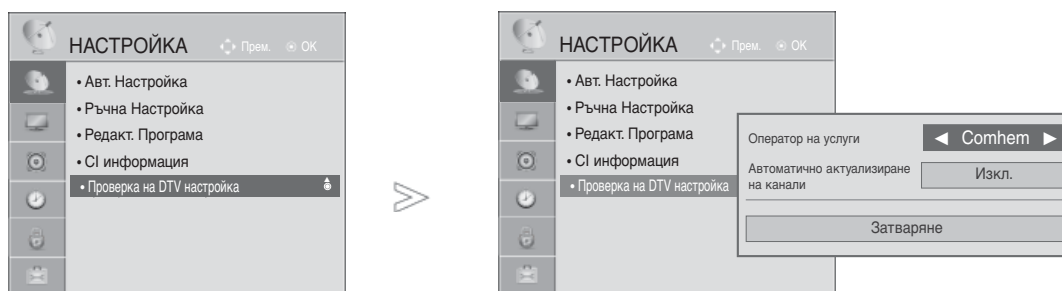 НАСТРОЙКА Прем. OK
• Авт. Настройка
• Ръчна Настройка
• Редакт. Програма
• CI информация
• Проверка на DTV настройка
НАСТРОЙКА Прем. OK
• Авт. Настройка
• Ръчна Настройка
• Редакт. Програма
• CI информация
• Проверка на DTV настройка
Оператор на услуги ◀ Comhem ▶
Автоматично актуализиране
на канали
Изкл.
Затваряне